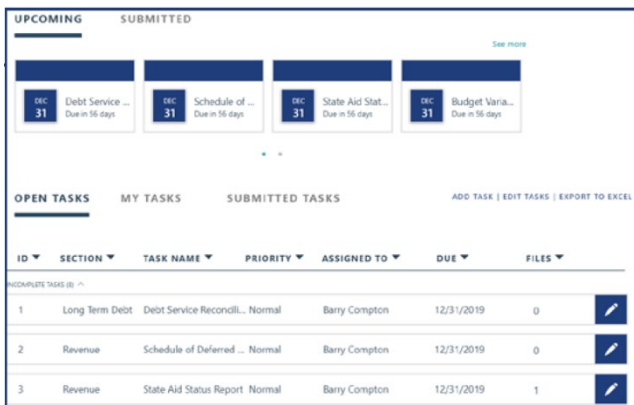 UPCOMING SUBMITTED
See more
DEC 31 Debt Service ... Due in 56 days
DEC 31 Schedule of ... Due in 56 days
DEC 31 State Aid Stat... Due in 56 days
DEC 31 Budget Varia... Due in 56 days
OPEN TASKS MY TASKS SUBMITTED TASKS ADD TASK | EDIT TASKS | EXPORT TO EXCEL
ID SECTION TASK NAME PRIORITY ASSIGNED TO DUE FILES
INCOMPLETE TASKS (8)
1 Long Term Debt Debt Service Reconcili... Normal Barry Compton 12/31/2019 0
2 Revenue Schedule of Deferred ... Normal Barry Compton 12/31/2019 0
3 Revenue State Aid Status Report Normal Barry Compton 12/31/2019 1